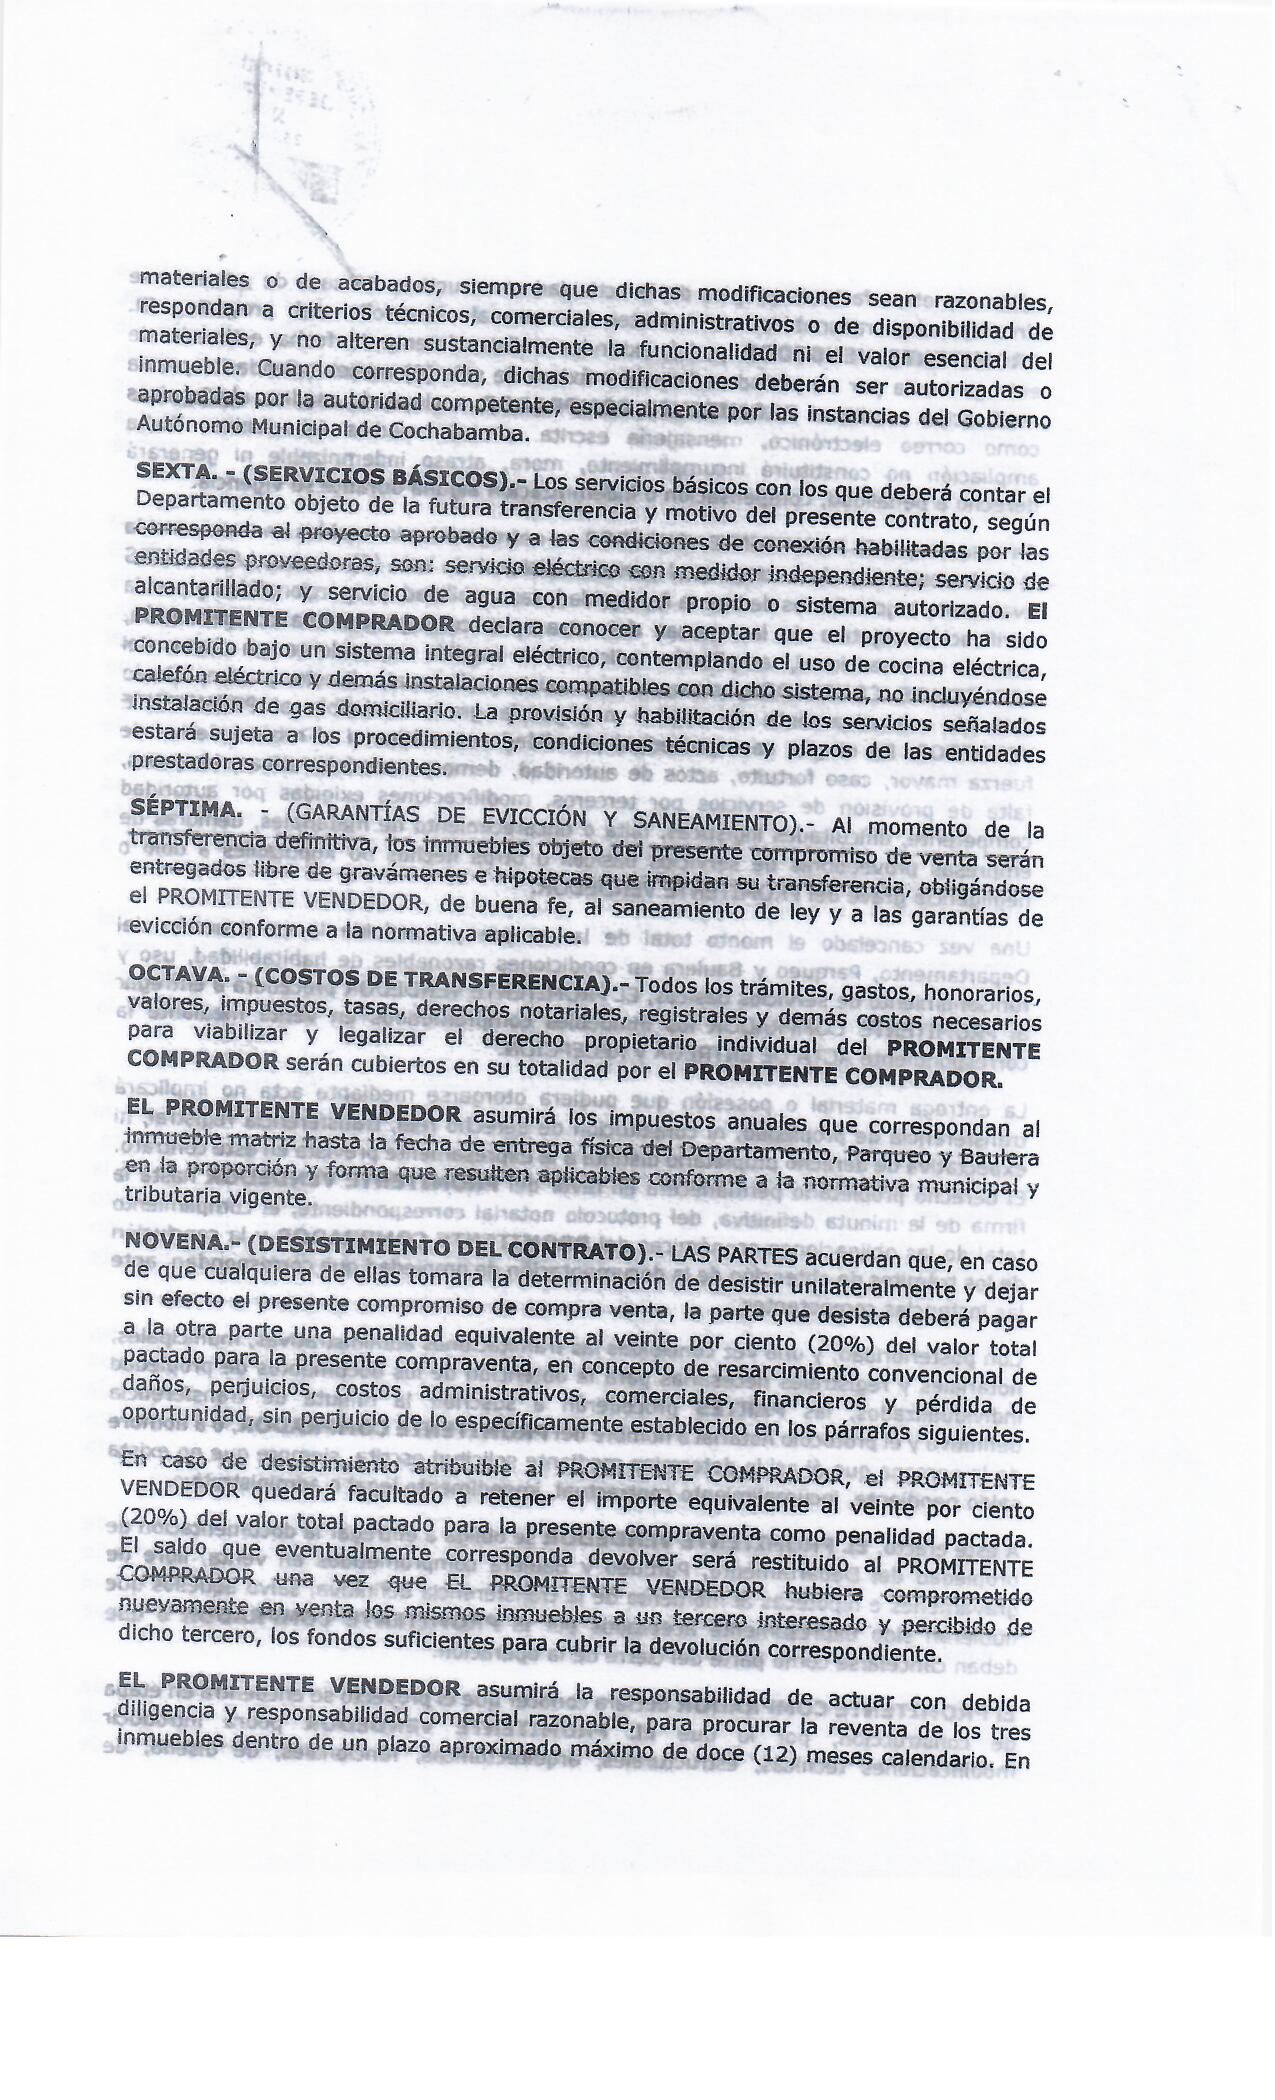 materiales o de acabados, siempre que dichas modificaciones sean razonables,
respondan a criterios técnicos, comerciales, administrativos o de disponibilidad de
materiales, y no alteren sustancialmente la funcionalidad ni el valor esencial del
inmueble. Cuando corresponda, dichas modificaciones deberán ser autorizadas o
aprobadas por la autoridad competente, especialmente por las instancias del Gobierno
Autónomo Municipal de Cochabamba.
SEXTA. - (SERVICIOS BÁSICOS).- Los servicios básicos con los que deberá contar el
Departamento objeto de la futura transferencia y motivo del presente contrato, según
corresponda al proyecto aprobado y a las condiciones de conexión habilitadas por las
entidades proveedoras, son: servicio eléctrico con medidor independiente; servicio de
alcantarillado; y servicio de agua con medidor propio o sistema autorizado. El
PROMITENTE COMPRADOR declara conocer y aceptar que el proyecto ha sido
concebido bajo un sistema integral eléctrico, contemplando el uso de cocina eléctrica,
calefón eléctrico y demás instalaciones compatibles con dicho sistema, no incluyéndose
instalación de gas domiciliario. La provisión y habilitación de los servicios señalados
estará sujeta a los procedimientos, condiciones técnicas y plazos de las entidades
prestadoras correspondientes.
SÉPTIMA. - (GARANTÍAS DE EVICCIÓN Y SANEAMIENTO).- Al momento de la
transferencia definitiva, los inmuebles objeto del presente compromiso de venta serán
entregados libre de gravámenes e hipotecas que impidan su transferencia, obligándose
el PROMITENTE VENDEDOR, de buena fe, al saneamiento de ley y a las garantías de
evicción conforme a la normativa aplicable.
OCTAVA. - (COSTOS DE TRANSFERENCIA).- Todos los trámites, gastos, honorarios,
valores, impuestos, tasas, derechos notariales, registrales y demás costos necesarios
para viabilizar y legalizar el derecho propietario individual del PROMITENTE
COMPRADOR serán cubiertos en su totalidad por el PROMITENTE COMPRADOR.
EL PROMITENTE VENDEDOR asumirá los impuestos anuales que correspondan al
inmueble matriz hasta la fecha de entrega física del Departamento, Parqueo y Baulera
en la proporción y forma que resulten aplicables conforme a la normativa municipal y
tributaria vigente.
NOVENA.- (DESISTIMIENTO DEL CONTRATO).- LAS PARTES acuerdan que, en caso
de que cualquiera de ellas tomara la determinación de desistir unilateralmente y dejar
sin efecto el presente compromiso de compra venta, la parte que desista deberá pagar
a la otra parte una penalidad equivalente al veinte por ciento (20%) del valor total
pactado para la presente compraventa, en concepto de resarcimiento convencional de
daños, perjuicios, costos administrativos, comerciales, financieros y pérdida de
oportunidad, sin perjuicio de lo específicamente establecido en los párrafos siguientes.
En caso de desistimiento atribuible al PROMITENTE COMPRADOR, el PROMITENTE
VENDEDOR quedará facultado a retener el importe equivalente al veinte por ciento
(20%) del valor total pactado para la presente compraventa como penalidad pactada.
El saldo que eventualmente corresponda devolver será restituido al PROMITENTE
COMPRADOR una vez que EL PROMITENTE VENDEDOR hubiera comprometido
nuevamente en venta los mismos inmuebles a un tercero interesado y percibido de
dicho tercero, los fondos suficientes para cubrir la devolución correspondiente.
EL PROMITENTE VENDEDOR asumirá la responsabilidad de actuar con debida
diligencia y responsabilidad comercial razonable, para procurar la reventa de los tres
inmuebles dentro de un plazo aproximado máximo de doce (12) meses calendario. En